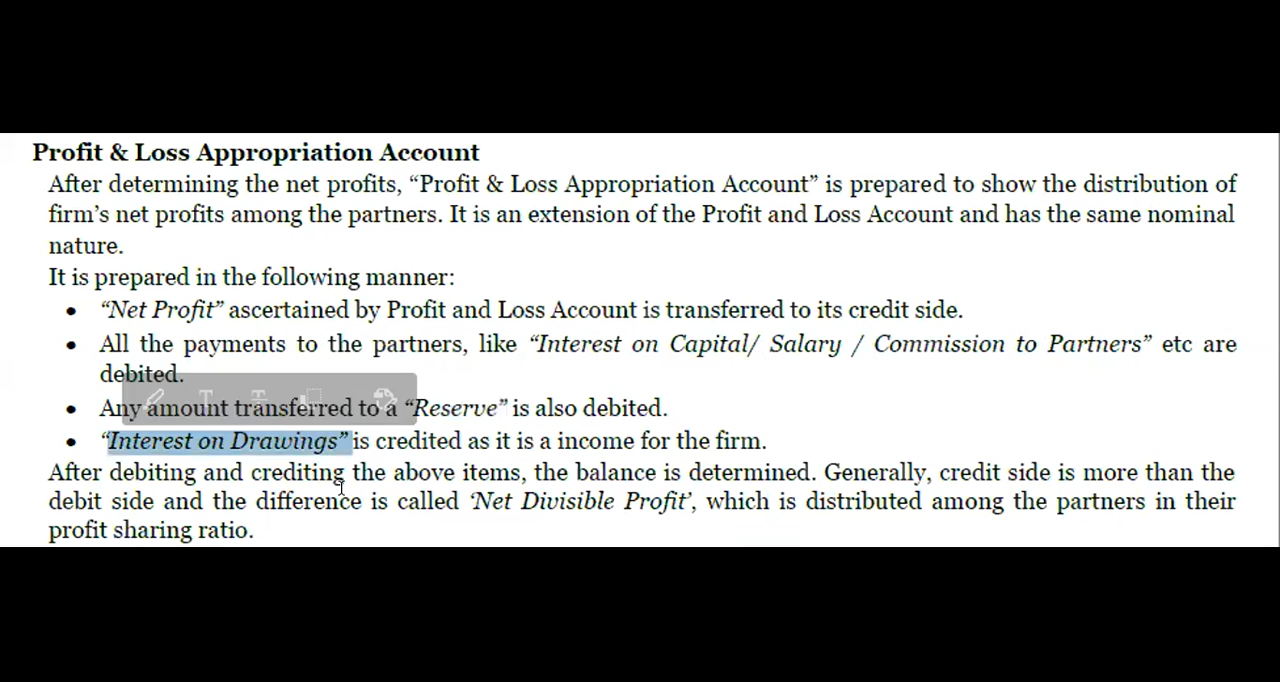 Profit & Loss Appropriation Account
After determining the net profits, “Profit & Loss Appropriation Account” is prepared to show the distribution of
firm’s net profits among the partners. It is an extension of the Profit and Loss Account and has the same nominal
nature.
It is prepared in the following manner:
• “Net Profit” ascertained by Profit and Loss Account is transferred to its credit side.
• All the payments to the partners, like “Interest on Capital/ Salary / Commission to Partners” etc are
debited.
• Any amount transferred to a “Reserve” is also debited.
• “Interest on Drawings” is credited as it is a income for the firm.
After debiting and crediting the above items, the balance is determined. Generally, credit side is more than the
debit side and the difference is called ‘Net Divisible Profit’, which is distributed among the partners in their
profit sharing ratio.